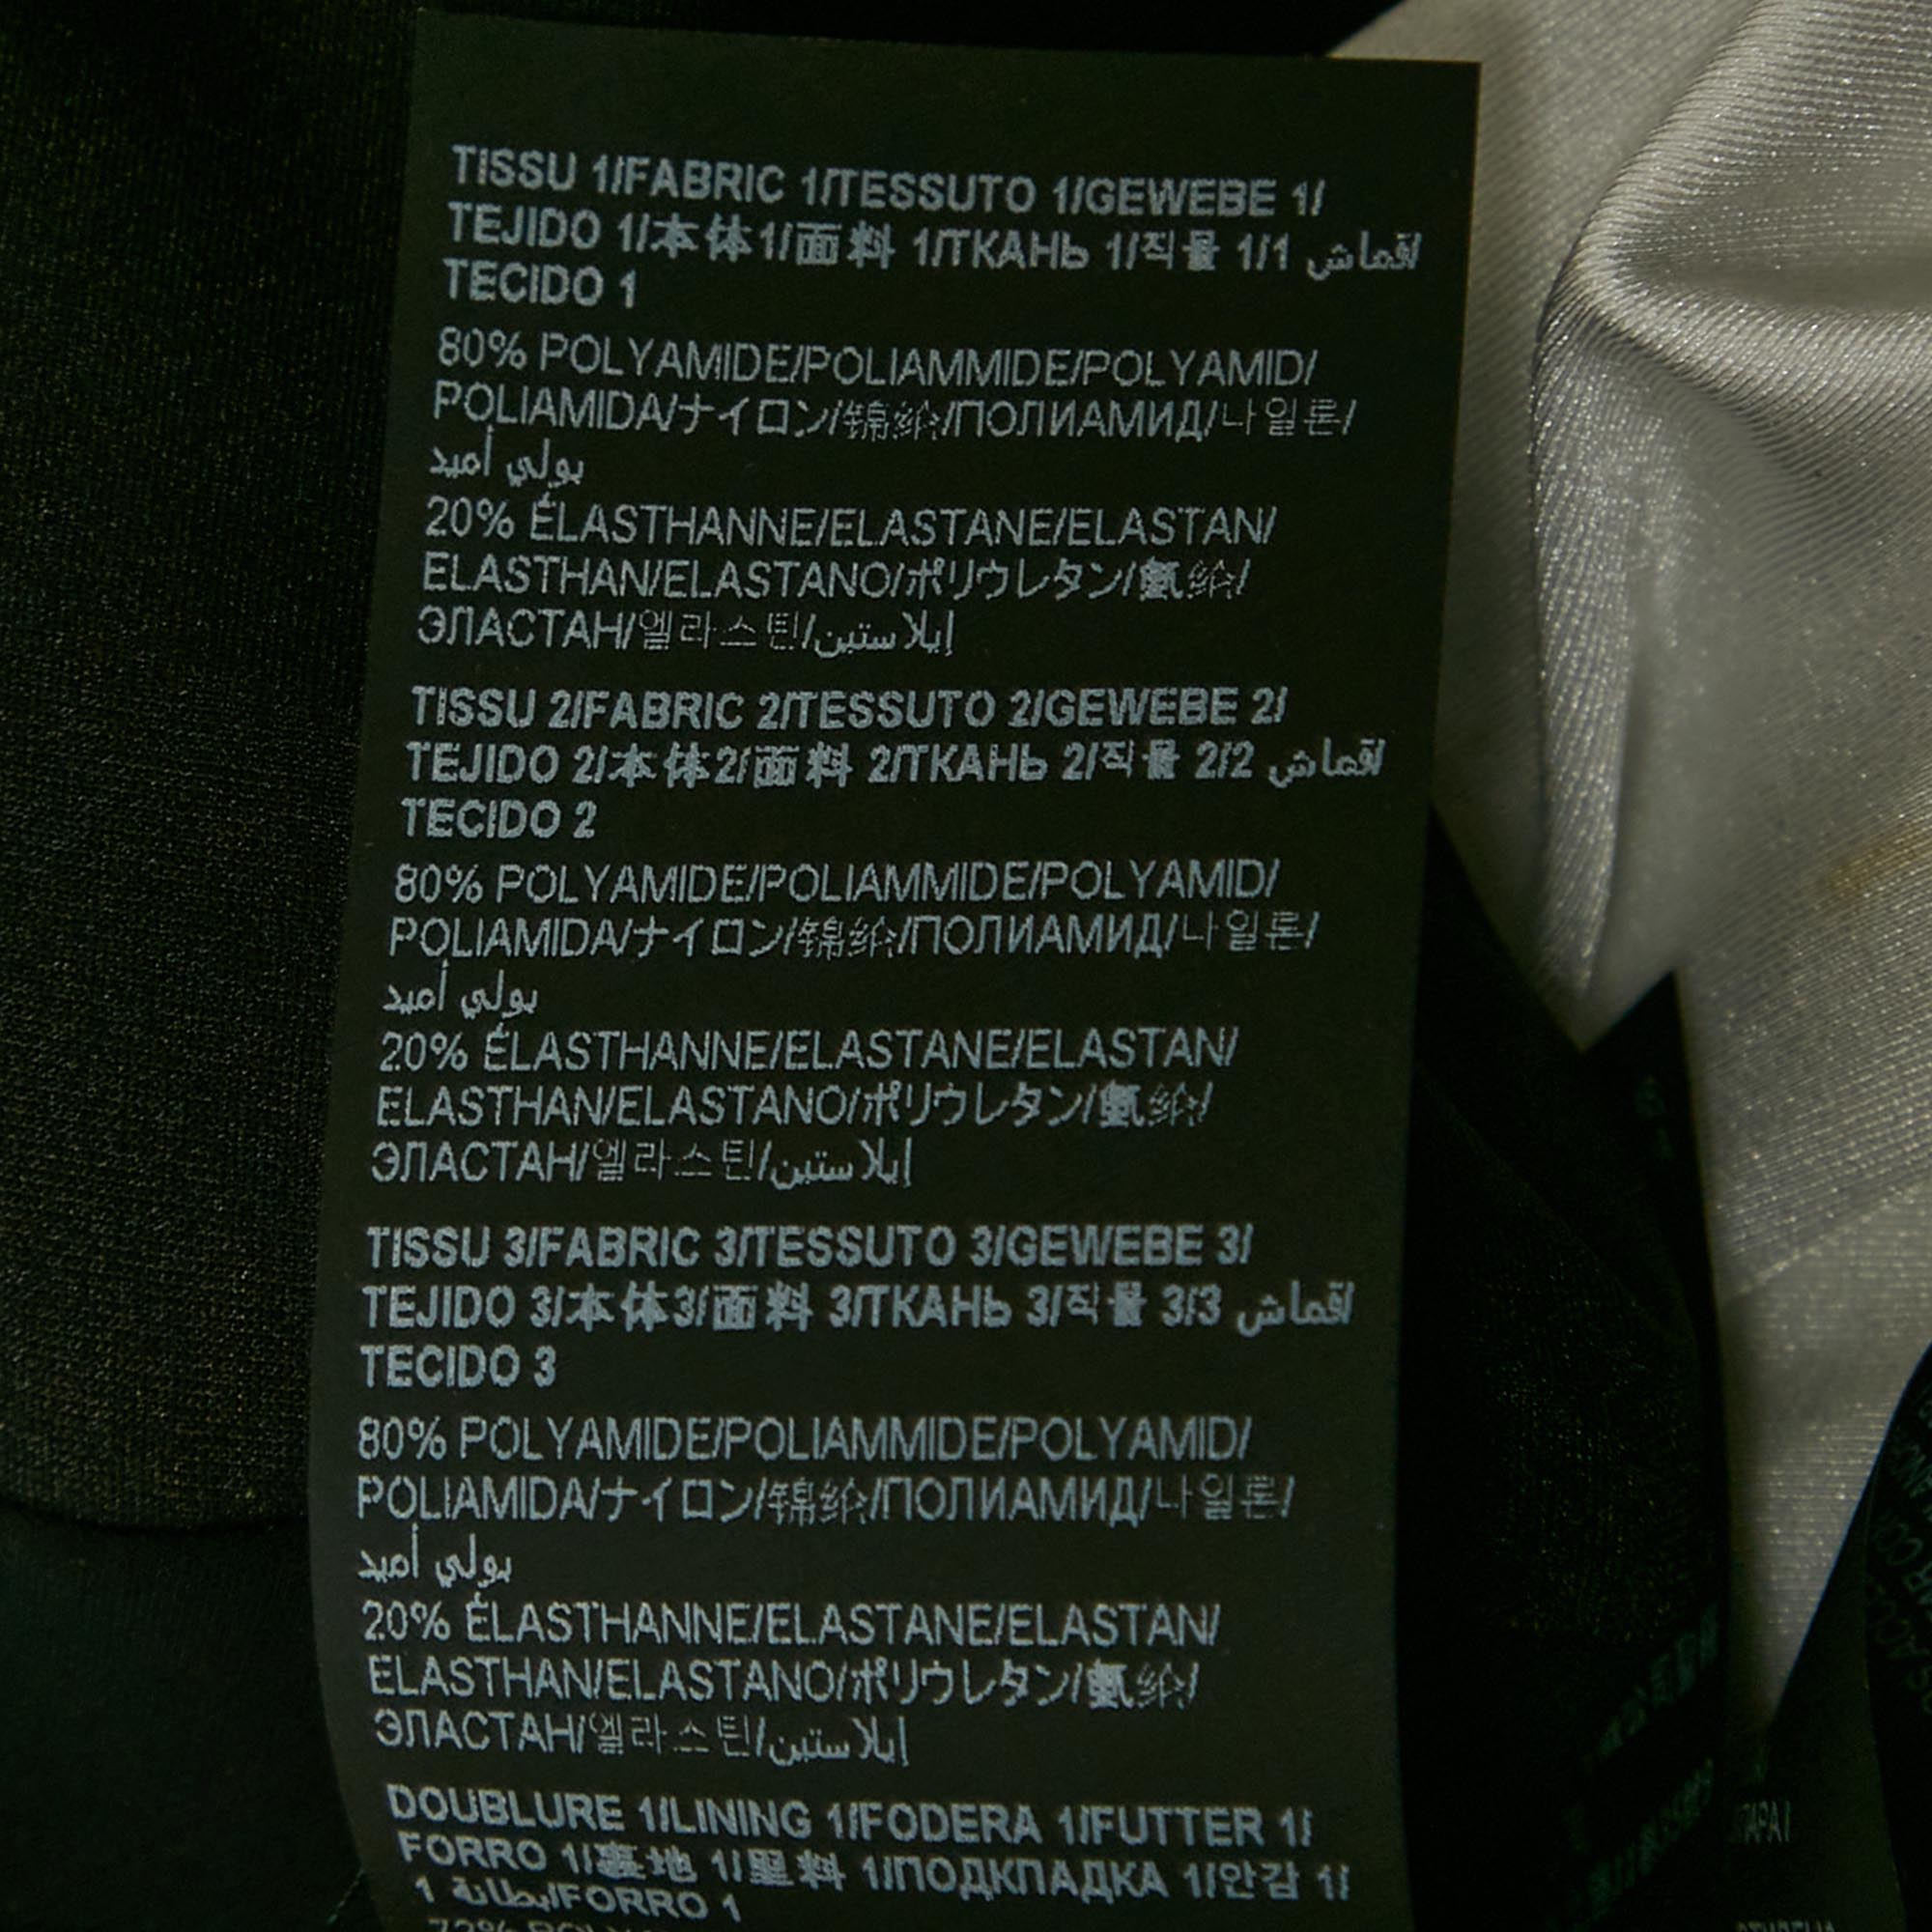 TISSU 1/FABRIC 1/TESSUTO 1/GEWEBE 1/
TEJIDO 1/本体1/面料 1/ТКАНЬ 1/직물 1/1 اقماش/
TECIDO 1
80% POLYAMIDE/POLIAMMIDE/POLYAMID/
POLIAMIDA/ナイロン/锦纶/ПОЛИАМИД/나일론/
بولي أميد
20% ÉLASTHANNE/ELASTANE/ELASTAN/
ELASTHAN/ELASTANO/ポリウレタン/氨纶/
ЭЛАСТАН/엘라스틴/إيلاستين
TISSU 2/FABRIC 2/TESSUTO 2/GEWEBE 2/
TEJIDO 2/本体2/面料 2/ТКАНЬ 2/직물 2/2 اقماش/
TECIDO 2
80% POLYAMIDE/POLIAMMIDE/POLYAMID/
POLIAMIDA/ナイロン/锦纶/ПОЛИАМИД/나일론/
بولي أميد
20% ÉLASTHANNE/ELASTANE/ELASTAN/
ELASTHAN/ELASTANO/ポリウレタン/氨纶/
ЭЛАСТАН/엘라스틴/إيلاستين
TISSU 3/FABRIC 3/TESSUTO 3/GEWEBE 3/
TEJIDO 3/本体3/面料 3/ТКАНЬ 3/직물 3/3 اقماش/
TECIDO 3
80% POLYAMIDE/POLIAMMIDE/POLYAMID/
POLIAMIDA/ナイロン/锦纶/ПОЛИАМИД/나일론/
بولي أميد
20% ÉLASTHANNE/ELASTANE/ELASTAN/
ELASTHAN/ELASTANO/ポリウレタン/氨纶/
ЭЛАСТАН/엘라스틴/إيلاستين
DOUBLURE 1/LINING 1/FODERA 1/FUTTER 1/
FORRO 1/裏地 1/里料 1/ПОДКПАДКА 1/안감 1/
1 بطانة/FORRO 1